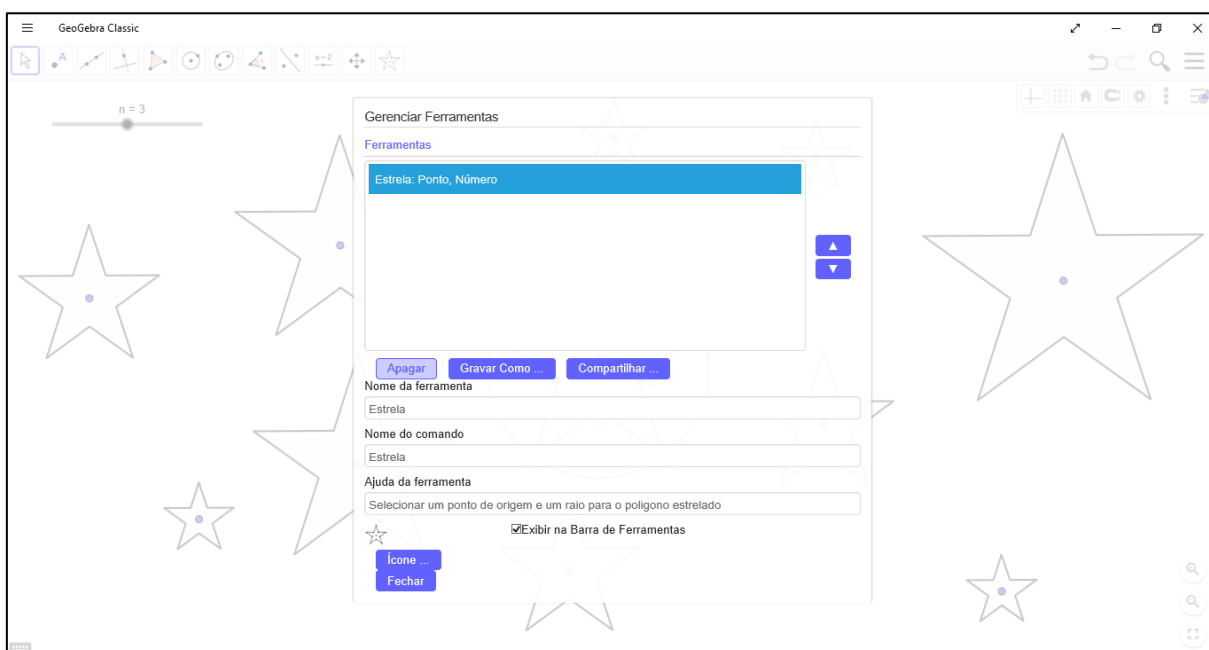 GeoGebra Classic
A
a=2
n = 3
Gerenciar Ferramentas
Ferramentas
Estrela: Ponto, Número
Apagar
Gravar Como ...
Compartilhar ...
Nome da ferramenta
Estrela
Nome do comando
Estrela
Ajuda da ferramenta
Selecionar um ponto de origem e um raio para o poligono estrelado
Exibir na Barra de Ferramentas
Ícone ...
Fechar